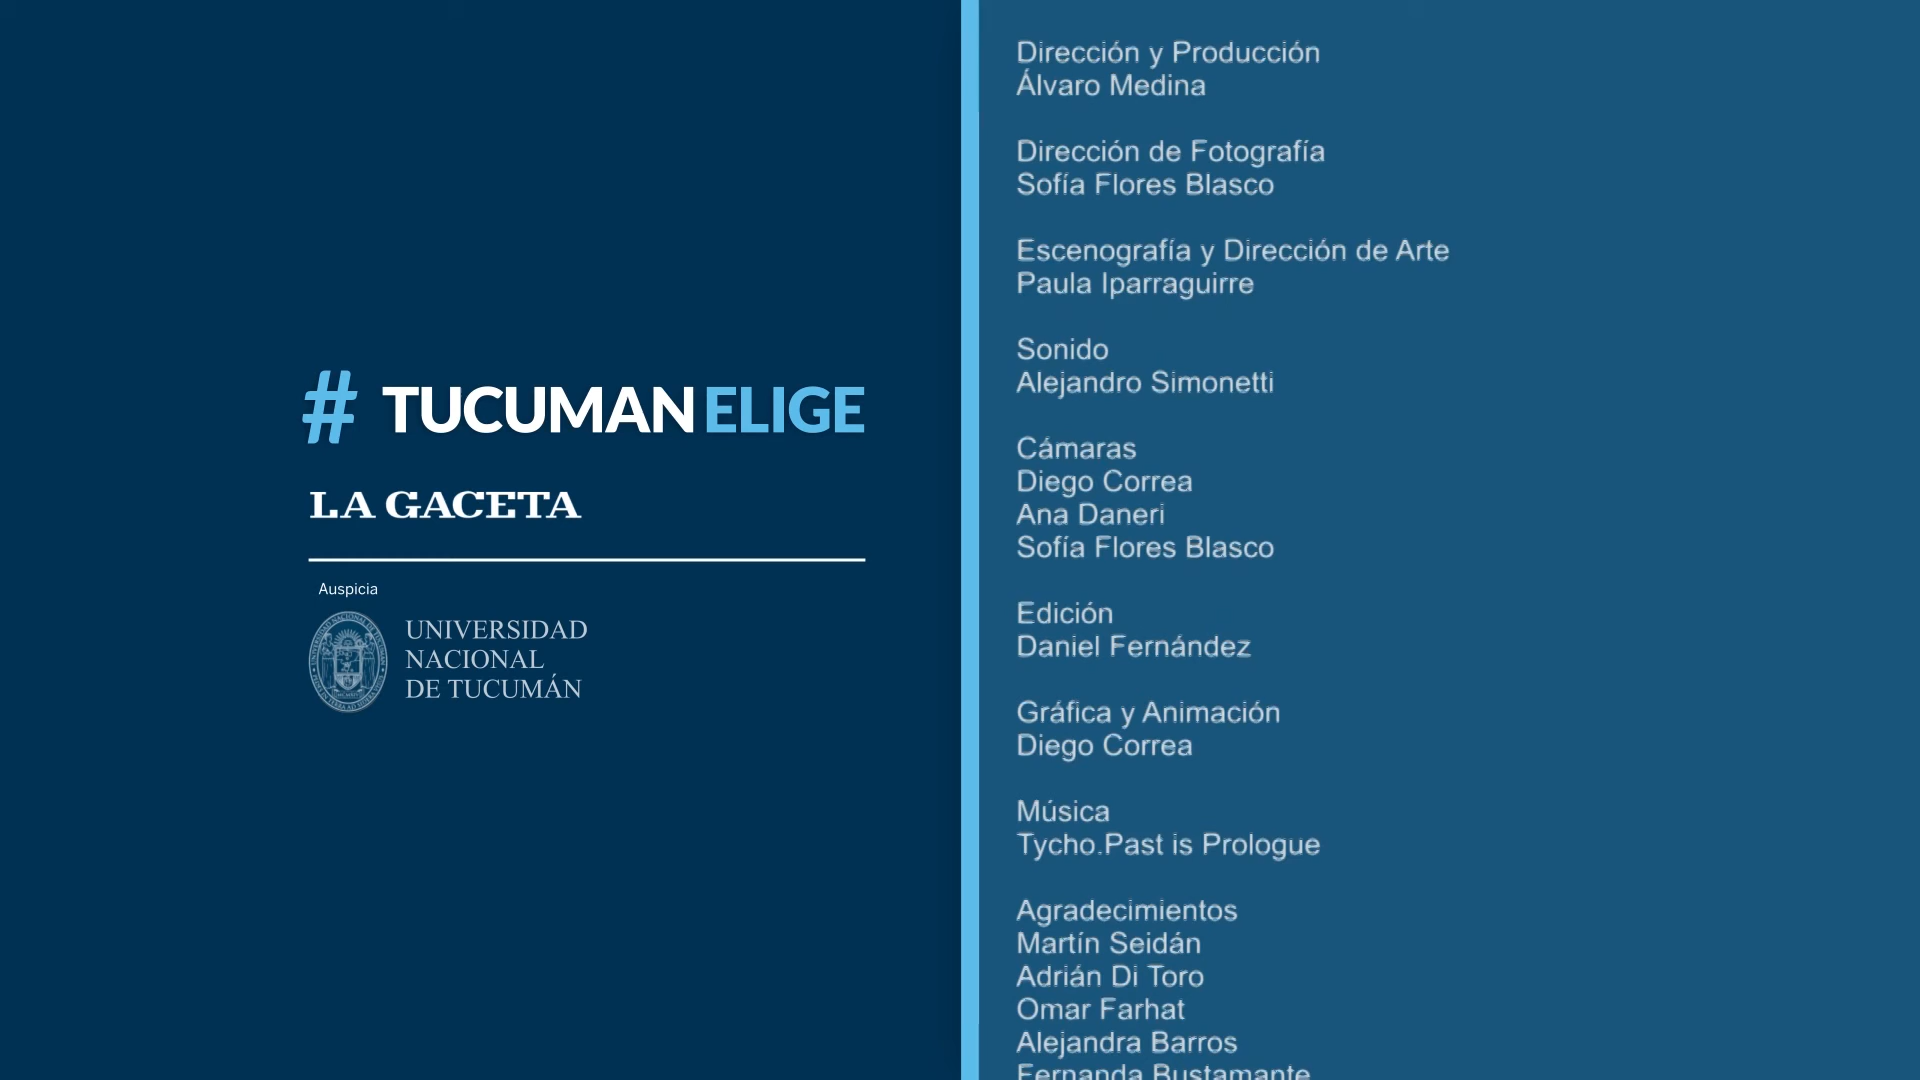 # TUCUMAN ELIGE
LA GACETA
Auspicia
UNIVERSIDAD
NACIONAL
DE TUCUMÁN
Dirección y Producción
Álvaro Medina
Dirección de Fotografía
Sofía Flores Blasco
Escenografía y Dirección de Arte
Paula Iparraguirre
Sonido
Alejandro Simonetti
Cámaras
Diego Correa
Ana Daneri
Sofía Flores Blasco
Edición
Daniel Fernández
Gráfica y Animación
Diego Correa
Música
Tycho.Past is Prologue
Agradecimientos
Martín Seidán
Adrián Di Toro
Omar Farhat
Alejandra Barros
Fernanda Bustamante